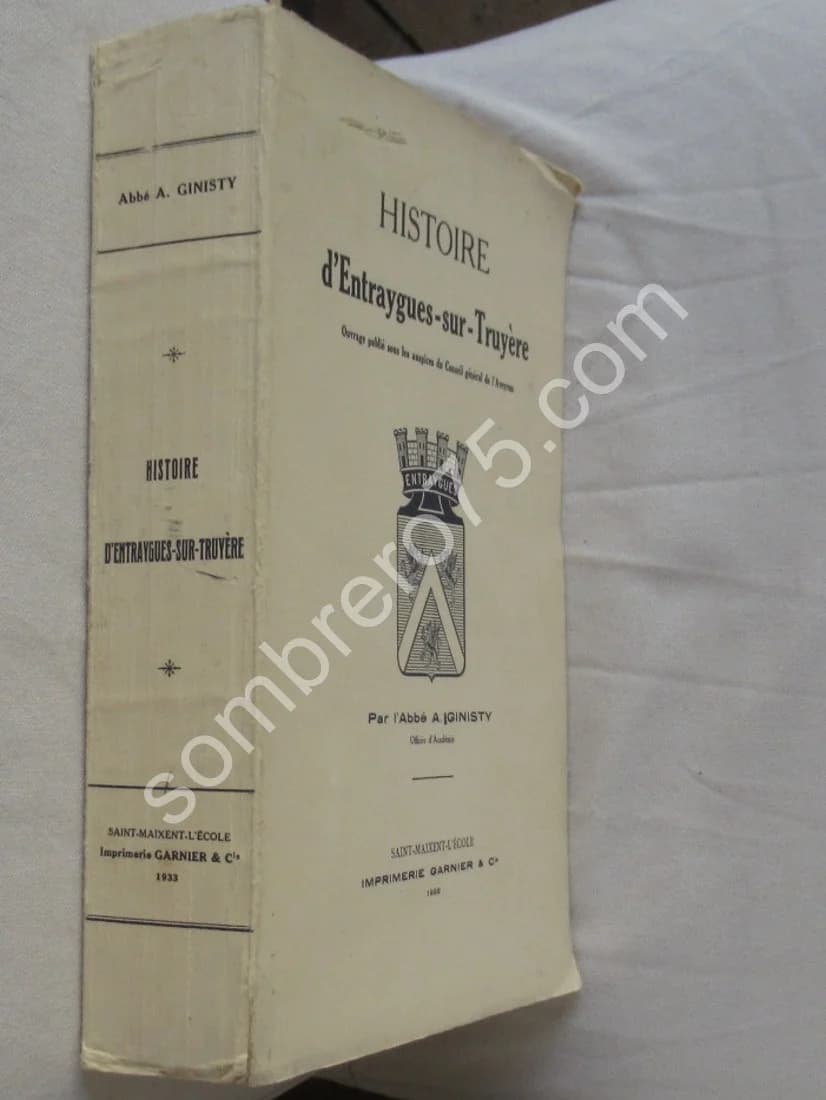 Abbé A. GINISTY
HISTOIRE
D'ENTRAYGUES-SUR-TRUYÈRE
SAINT-MAIXENT-L'ÉCOLE
Imprimerie GARNIER & Cie
1933
HISTOIRE
d'Entraygues-sur-Truyère
Ouvrage publié sous les auspices du Conseil général de l'Aveyron
ENTRAYGUES
Par l'Abbé A. GINISTY
Officier d'Académie
SAINT-MAIXENT-L'ÉCOLE
IMPRIMERIE GARNIER & Cie
sombrero75.com